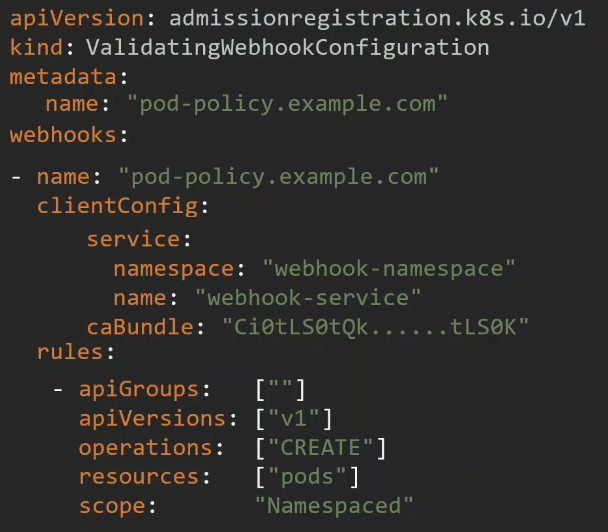 apiVersion: admissionregistration.k8s.io/v1
kind: ValidatingWebhookConfiguration
metadata:
  name: "pod-policy.example.com"
webhooks:
- name: "pod-policy.example.com"
  clientConfig:
    service:
      namespace: "webhook-namespace"
      name: "webhook-service"
    caBundle: "Ci0tLS0tQk......tLS0K"
  rules:
  - apiGroups:   [""]
    apiVersions: ["v1"]
    operations:  ["CREATE"]
    resources:   ["pods"]
    scope:       "Namespaced"